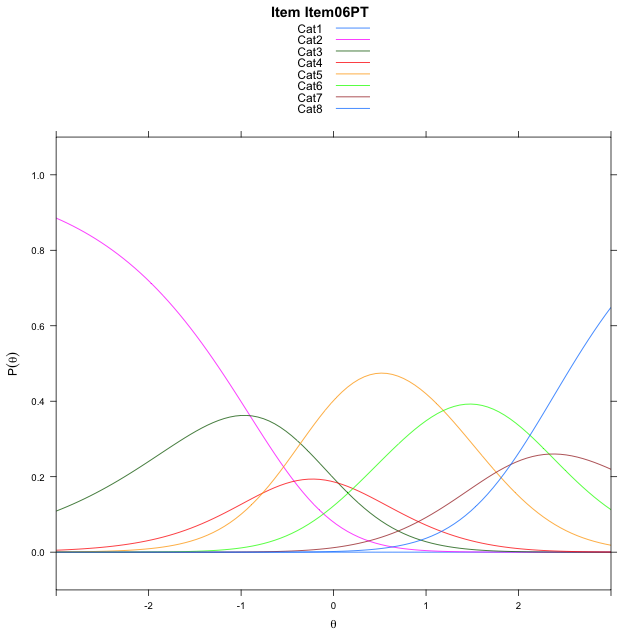 Item Item06PT
Cat1
Cat2
Cat3
Cat4
Cat5
Cat6
Cat7
Cat8
1.0
0.8
0.6
0.4
0.2
0.0
P(θ)
-2 -1 0 1 2
θ